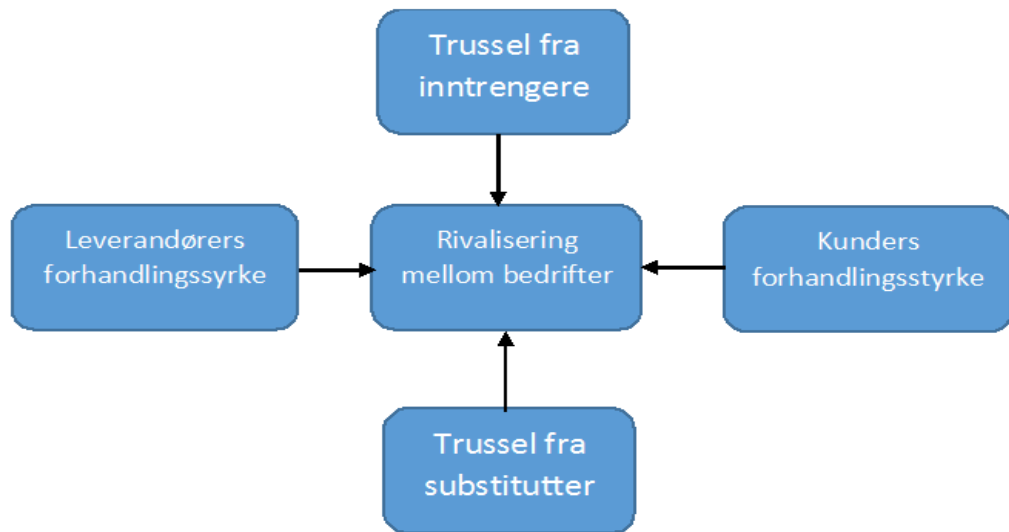 Trussel fra
inntrengere
Leverandørers
forhandlingssyrke
Rivalisering
mellom bedrifter
Kunders
forhandlingsstyrke
Trussel fra
substitutter